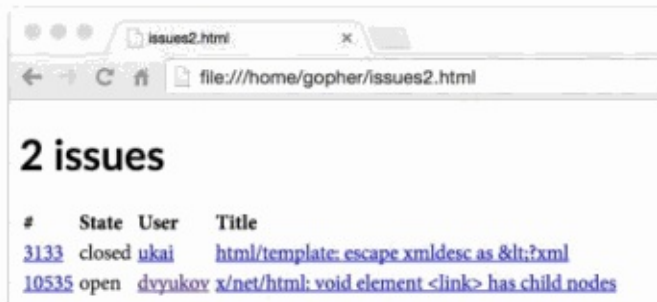 issues2.html
file:///home/gopher/issues2.html
2 issues
# State User Title
3133 closed ukai html/template: escape xmldesc as &lt;?xml
10535 open dvyukov x/net/html: void element <link> has child nodes